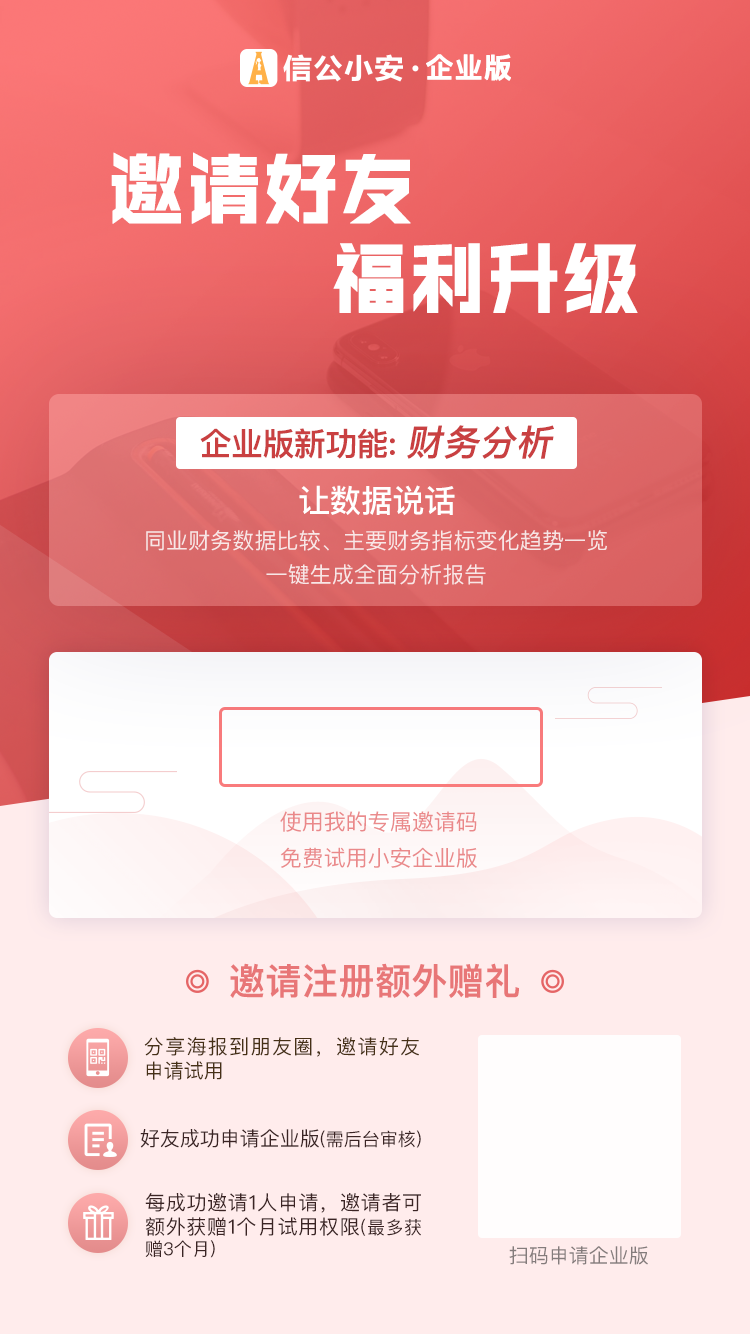 信公小安·企业版
邀请好友
福利升级
企业版新功能: 财务分析
让数据说话
同业财务数据比较、主要财务指标变化趋势一览
一键生成全面分析报告
使用我的专属邀请码
免费试用小安企业版
邀请注册额外赠礼
分享海报到朋友圈，邀请好友
申请试用
好友成功申请企业版(需后台审核)
每成功邀请1人申请，邀请者可
额外获赠1个月试用权限(最多获
赠3个月)
扫码申请企业版